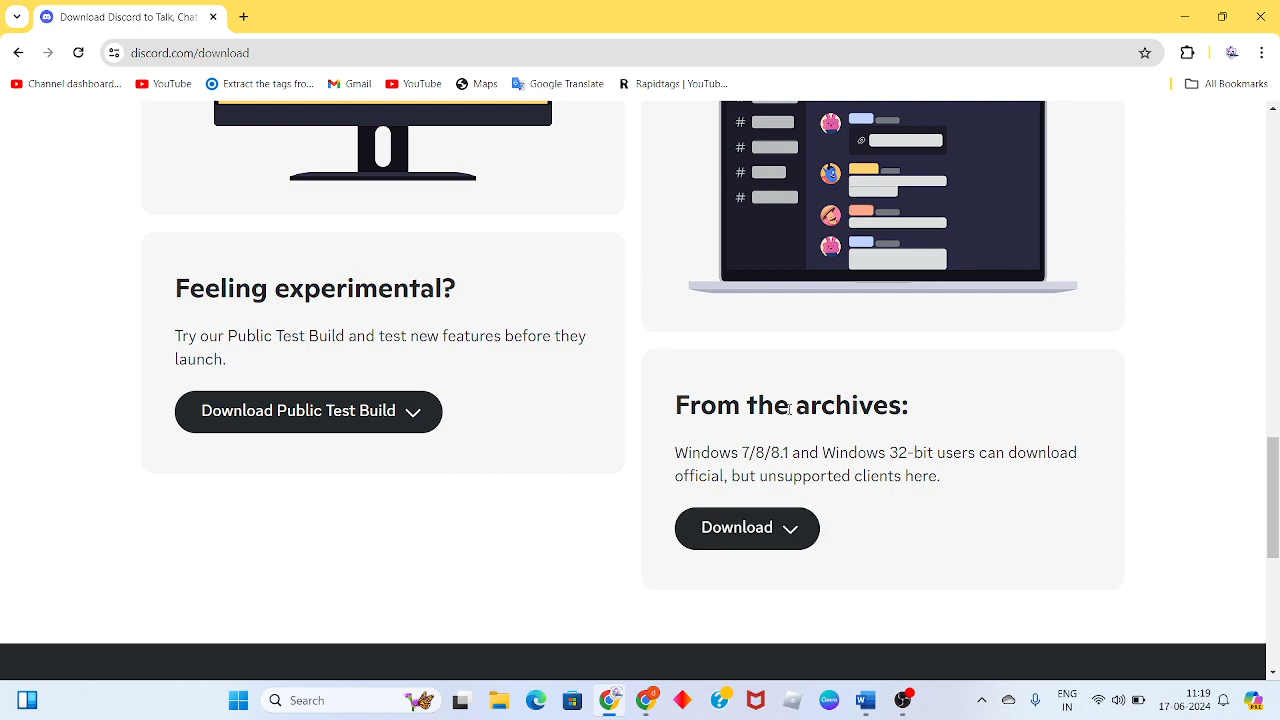 Download Discord to Talk, Chat
discord.com/download
Channel dashboard...
YouTube
Extract the tags fro...
Gmail
YouTube
Maps
Google Translate
Rapidtags | YouTu...
All Bookmarks
#
#
#
#
Feeling experimental?
Try our Public Test Build and test new features before they
launch.
Download Public Test Build
From the archives:
Windows 7/8/8.1 and Windows 32-bit users can download
official, but unsupported clients here.
Download
Search
ENG
IN
11:19
17-06-2024